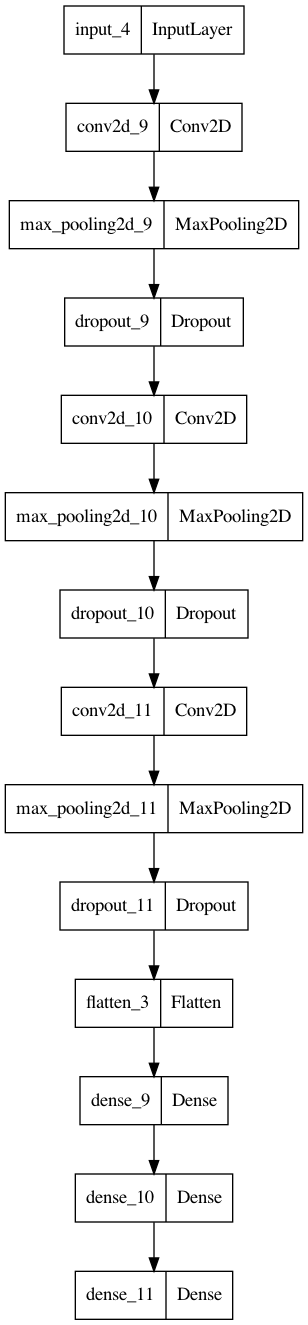 input_4 InputLayer
conv2d_9 Conv2D
max_pooling2d_9 MaxPooling2D
dropout_9 Dropout
conv2d_10 Conv2D
max_pooling2d_10 MaxPooling2D
dropout_10 Dropout
conv2d_11 Conv2D
max_pooling2d_11 MaxPooling2D
dropout_11 Dropout
flatten_3 Flatten
dense_9 Dense
dense_10 Dense
dense_11 Dense